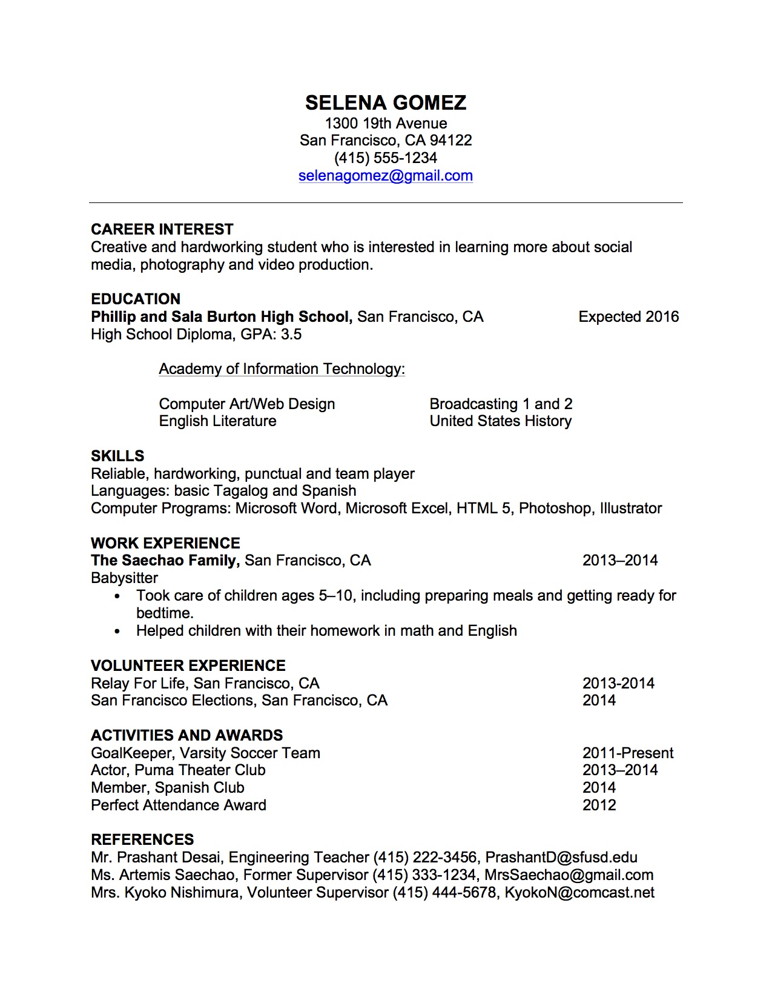 SELENA GOMEZ
1300 19th Avenue
San Francisco, CA 94122
(415) 555-1234
selenagomez@gmail.com
CAREER INTEREST
Creative and hardworking student who is interested in learning more about social
media, photography and video production.
EDUCATION
Phillip and Sala Burton High School, San Francisco, CA Expected 2016
High School Diploma, GPA: 3.5
Academy of Information Technology:
Computer Art/Web Design Broadcasting 1 and 2
English Literature United States History
SKILLS
Reliable, hardworking, punctual and team player
Languages: basic Tagalog and Spanish
Computer Programs: Microsoft Word, Microsoft Excel, HTML 5, Photoshop, Illustrator
WORK EXPERIENCE
The Saechao Family, San Francisco, CA 2013–2014
Babysitter
• Took care of children ages 5–10, including preparing meals and getting ready for
bedtime.
• Helped children with their homework in math and English
VOLUNTEER EXPERIENCE
Relay For Life, San Francisco, CA 2013-2014
San Francisco Elections, San Francisco, CA 2014
ACTIVITIES AND AWARDS
GoalKeeper, Varsity Soccer Team 2011-Present
Actor, Puma Theater Club 2013–2014
Member, Spanish Club 2014
Perfect Attendance Award 2012
REFERENCES
Mr. Prashant Desai, Engineering Teacher (415) 222-3456, PrashantD@sfusd.edu
Ms. Artemis Saechao, Former Supervisor (415) 333-1234, MrsSaechao@gmail.com
Mrs. Kyoko Nishimura, Volunteer Supervisor (415) 444-5678, KyokoN@comcast.net